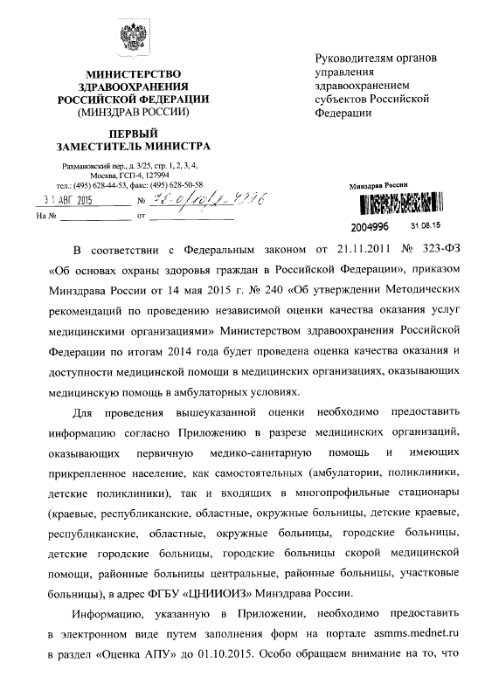 МИНИСТЕРСТВО
ЗДРАВООХРАНЕНИЯ
РОССИЙСКОЙ ФЕДЕРАЦИИ
(МИНЗДРАВ РОССИИ)
ПЕРВЫЙ
ЗАМЕСТИТЕЛЬ МИНИСТРА
Рахмановский пер., д. 3/25, стр. 1, 2, 3, 4,
Москва, ГСП-4, 127994
тел.: (495) 628-44-53, факс: (495) 628-50-58
31 АВГ 2015 №
На № от
Руководителям органов
управления
здравоохранением
субъектов Российской
Федерации
Минздрав России
2004996 31.08.15
В соответствии с Федеральным законом от 21.11.2011 № 323-ФЗ
«Об основах охраны здоровья граждан в Российской Федерации», приказом
Минздрава России от 14 мая 2015 г. № 240 «Об утверждении Методических
рекомендаций по проведению независимой оценки качества оказания услуг
медицинскими организациями» Министерством здравоохранения Российской
Федерации по итогам 2014 года будет проведена оценка качества оказания и
доступности медицинской помощи в медицинских организациях, оказывающих
медицинскую помощь в амбулаторных условиях.
Для проведения вышеуказанной оценки необходимо предоставить
информацию согласно Приложению в разрезе медицинских организаций,
оказывающих первичную медико-санитарную помощь и имеющих
прикрепленное население, как самостоятельных (амбулатории, поликлиники,
детские поликлиники), так и входящих в многопрофильные стационары
(краевые, республиканские, областные, окружные больницы, детские краевые,
республиканские, областные, окружные больницы, городские больницы,
детские городские больницы, городские больницы скорой медицинской
помощи, районные больницы центральные, районные больницы, участковые
больницы), в адрес ФГБУ «ЦНИИОИЗ» Минздрава России.
Информацию, указанную в Приложении, необходимо предоставить
в электронном виде путем заполнения форм на портале asmms.mednet.ru
в раздел «Оценка АПУ» до 01.10.2015. Особо обращаем внимание на то, что